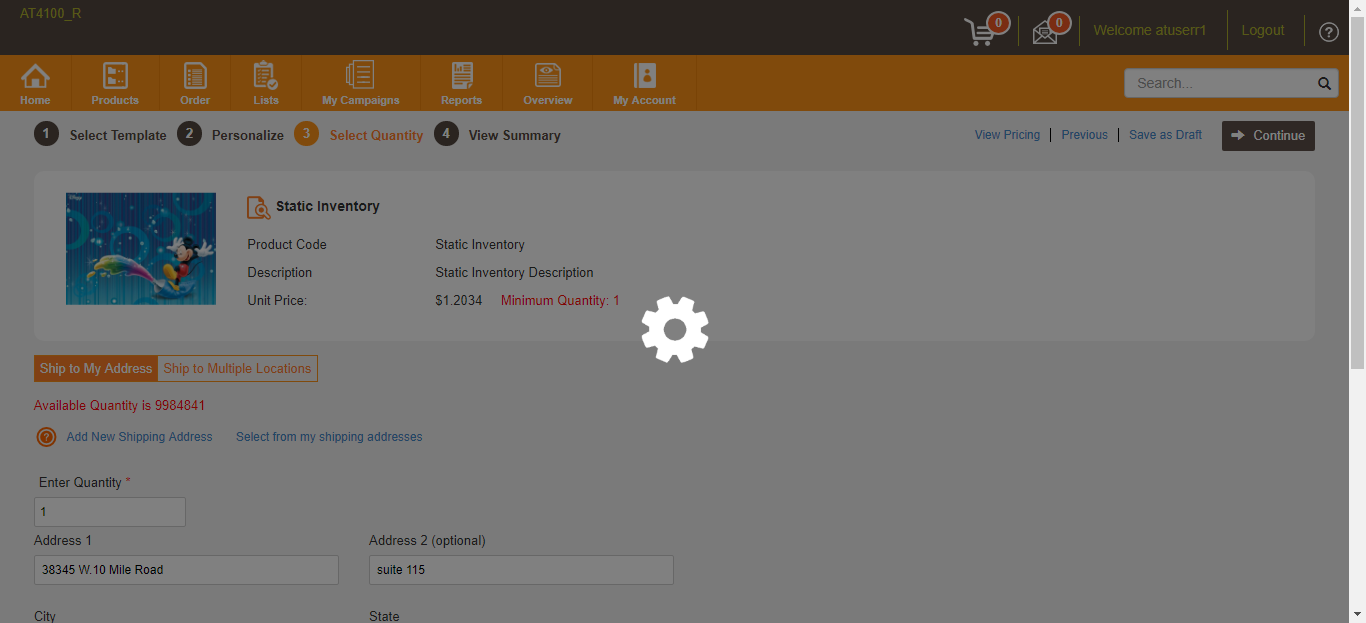 AT4100_R
0
0
Welcome atuserr1
Logout
?
Home
Products
Order
Lists
My Campaigns
Reports
Overview
My Account
Search...
1 Select Template 2 Personalize 3 Select Quantity 4 View Summary
View Pricing Previous Save as Draft Continue
Static Inventory
Product Code Static Inventory
Description Static Inventory Description
Unit Price: $1.2034 Minimum Quantity: 1
Ship to My Address Ship to Multiple Locations
Available Quantity is 9984841
? Add New Shipping Address Select from my shipping addresses
Enter Quantity *
1
Address 1 Address 2 (optional)
38345 W.10 Mile Road suite 115
City State